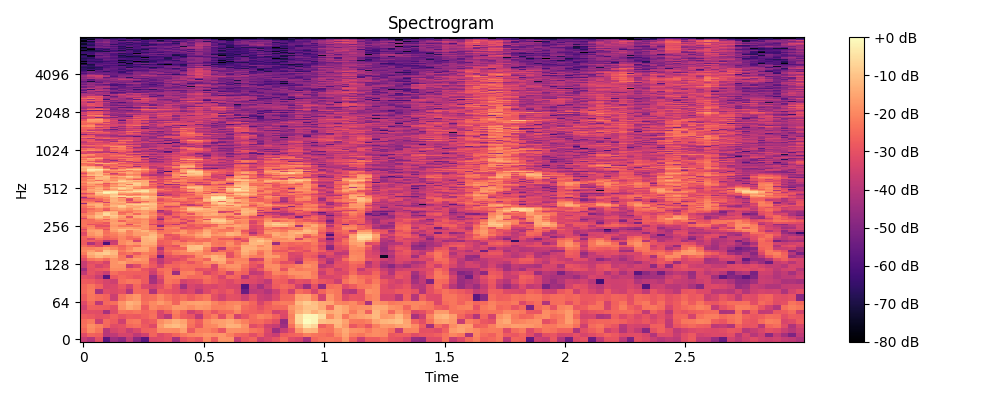 Spectrogram
Hz
4096
2048
1024
512
256
128
64
0
0
0.5
1
1.5
2
2.5
Time
+0 dB
-10 dB
-20 dB
-30 dB
-40 dB
-50 dB
-60 dB
-70 dB
-80 dB